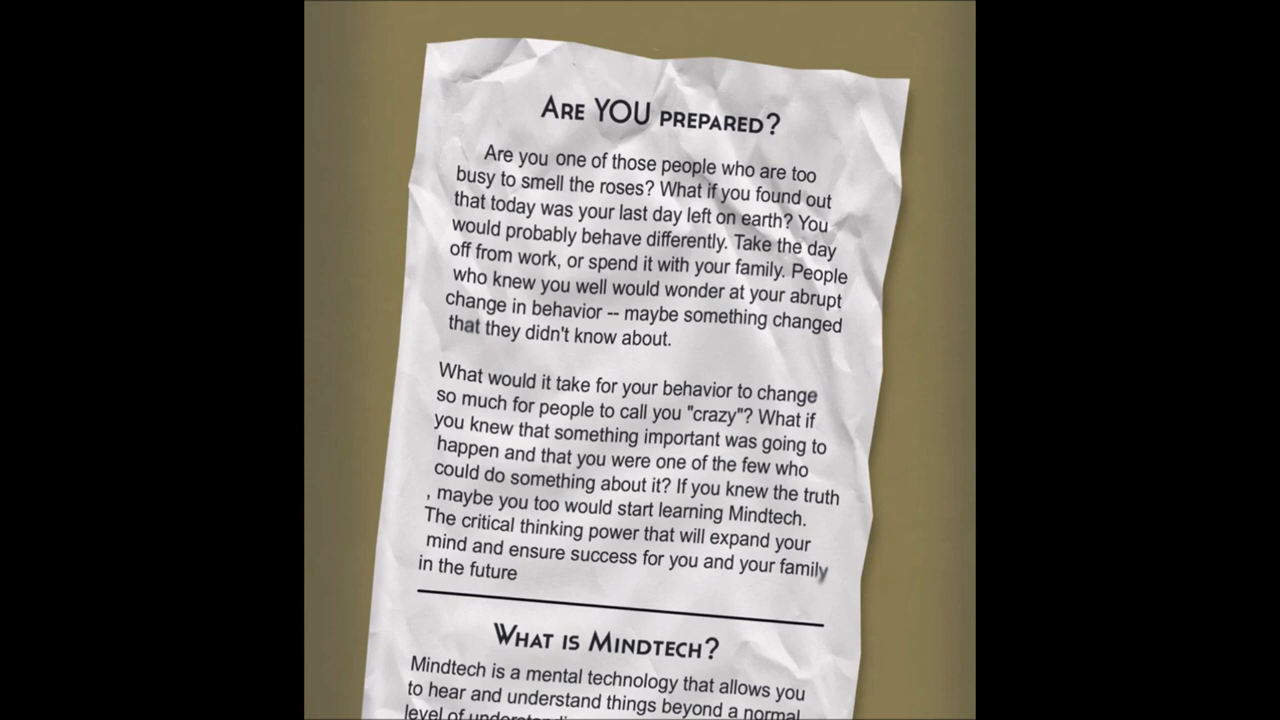 Are YOU prepared?
Are you one of those people who are too
busy to smell the roses? What if you found out
that today was your last day left on earth? You
would probably behave differently. Take the day
off from work, or spend it with your family. People
who knew you well would wonder at your abrupt
change in behavior -- maybe something changed
that they didn't know about.
What would it take for your behavior to change
so much for people to call you "crazy"? What if
you knew that something important was going to
happen and that you were one of the few who
could do something about it? If you knew the truth
, maybe you too would start learning Mindtech.
The critical thinking power that will expand your
mind and ensure success for you and your family
in the future
What is Mindtech?
Mindtech is a mental technology that allows you
to hear and understand things beyond a normal
level of